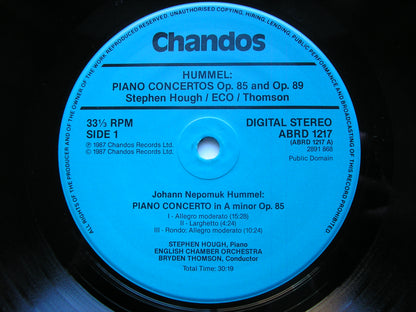 ALL RIGHTS OF THE PRODUCER AND OF THE OWNER OF THE WORK REPRODUCED RESERVED. UNAUTHORISED COPYING, HIRING, LENDING, PUBLIC PERFORMANCE AND BROADCASTING OF THIS RECORD PROHIBITED
Chandos
HUMMEL:
PIANO CONCERTOS Op. 85 and Op. 89
Stephen Hough / ECO / Thomson
33⅓ RPM
SIDE 1
℗ 1987 Chandos Records Ltd.
© 1987 Chandos Records Ltd.
DIGITAL STEREO
ABRD 1217
(ABRD 1217 A)
2891 868
Public Domain
Johann Nepomuk Hummel:
PIANO CONCERTO in A minor Op. 85
I - Allegro moderato (15:28)
II - Larghetto (4:24)
III - Rondo; Allegro moderato (10:24)
STEPHEN HOUGH, Piano
ENGLISH CHAMBER ORCHESTRA
BRYDEN THOMSON, Conductor
Total Time: 30:19